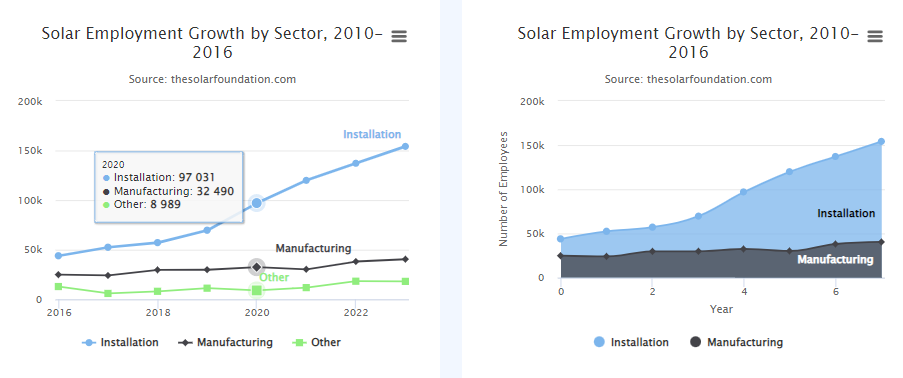 Solar Employment Growth by Sector, 2010-
2016
Source: thesolarfoundation.com
200k
150k
100k
50k
0
Installation
2020
Installation: 97 031
Manufacturing: 32 490
Other: 8 989
Manufacturing
Other
2016
2018
2020
2022
Installation
Manufacturing
Other
Solar Employment Growth by Sector, 2010-
2016
Source: thesolarfoundation.com
Number of Employees
200k
150k
100k
50k
0
Installation
Manufacturing
0
2
4
6
Year
Installation
Manufacturing